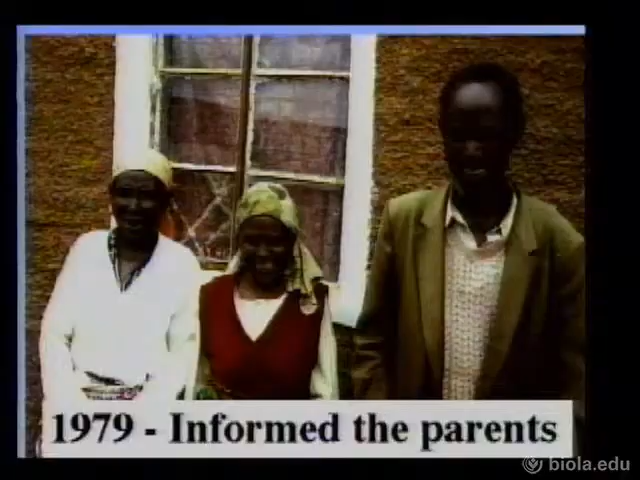 1979 - Informed the parents
biola.edu